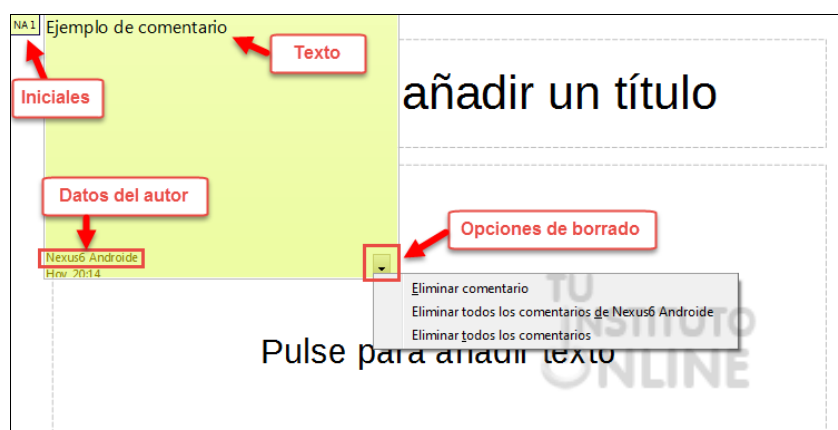 NA1
Ejemplo de comentario
Texto
Iniciales
añadir un título
Datos del autor
Opciones de borrado
Nexus6 Androide
Hoy, 20:14
Eliminar comentario
Eliminar todos los comentarios de Nexus6 Androide
Eliminar todos los comentarios
Pulse para añadir texto
TU
INSTITUTO
ONLINE